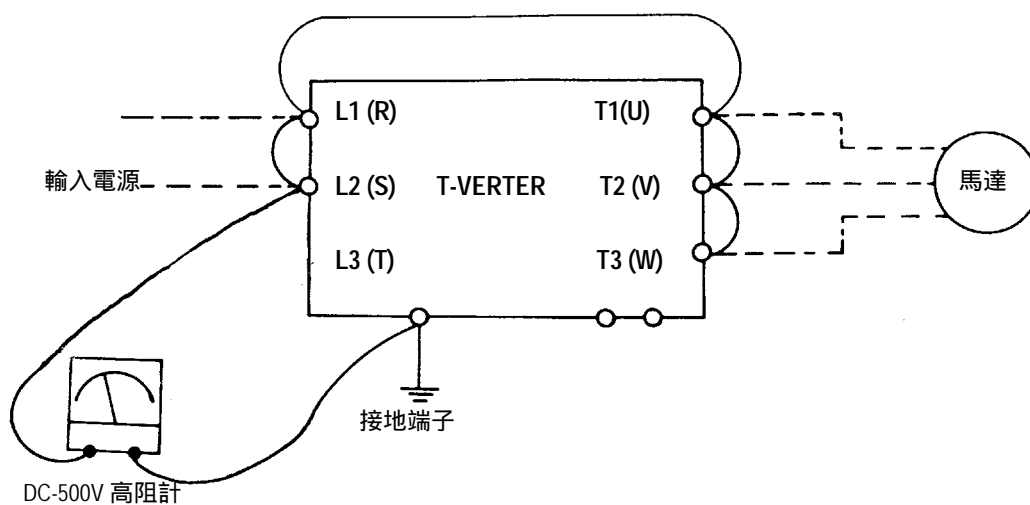 L1 (R) T1(U)
輸入電源 L2 (S) T-VERTER T2 (V) 馬達
L3 (T) T3 (W)
接地端子
DC-500V 高阻計